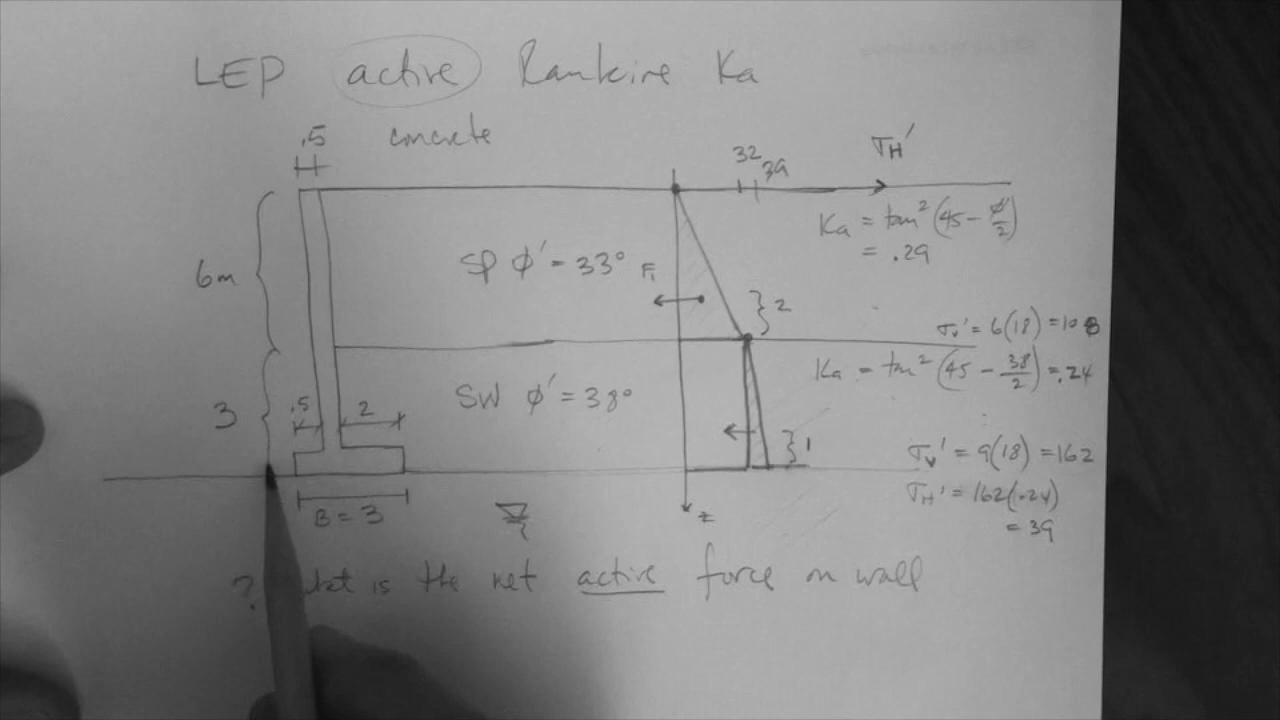 LEP active Rankine Ka
.5 concrete
32 39 σH'
Ka = tan²(45 - φ'/2)
= .29
6m SP φ' = 33° F₁
}2
σv' = 6(18) = 108
Ka = tan²(45 - 38/2) = .24
3 .5 2 SW φ' = 38°
}1
σv' = 9(18) = 162
σH' = 162(.24)
= 39
B = 3 z
? is the net active force on wall